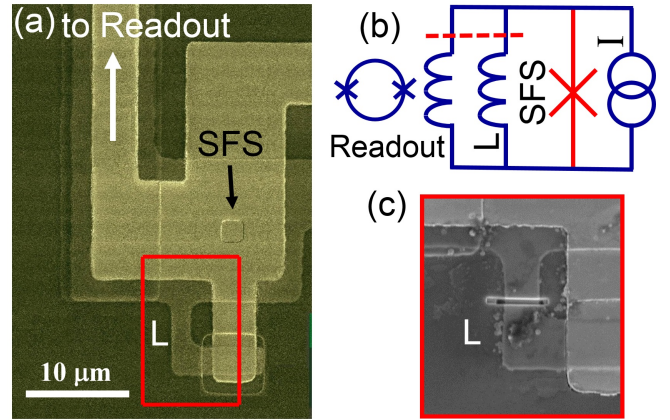 (a) to Readout
SFS
L
10 μm
(b)
Readout
L
SFS
I
(c)
L